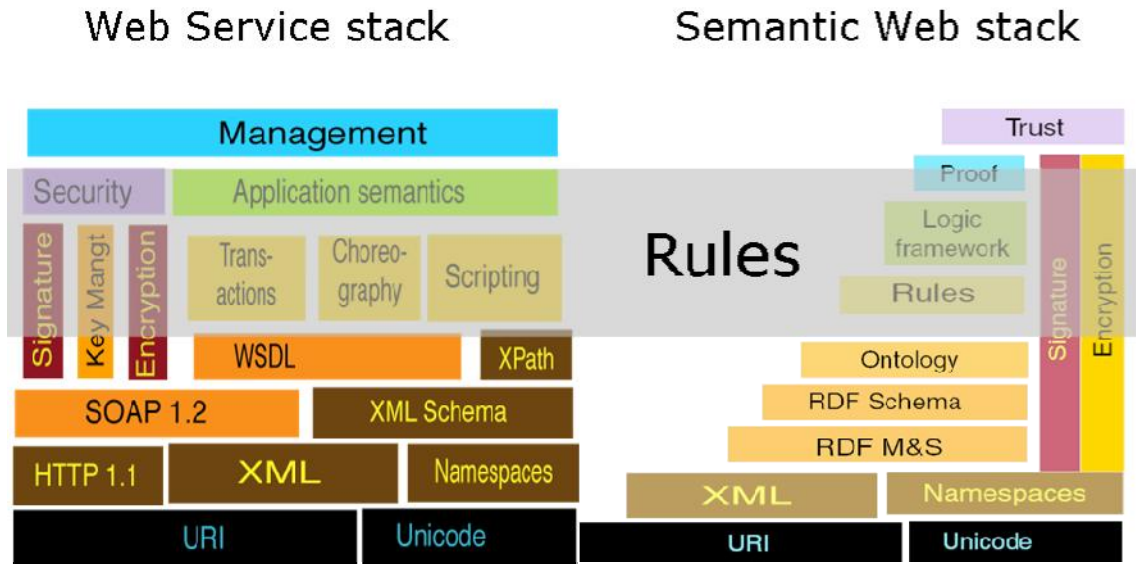 Web Service stack
Semantic Web stack
Management
Trust
Security
Application semantics
Proof
Rules
Signature
Key Mangt
Encryption
Trans-
actions
Choreo-
graphy
Scripting
Logic
framework
Rules
Signature
Encryption
WSDL
XPath
Ontology
SOAP 1.2
XML Schema
RDF Schema
RDF M&S
HTTP 1.1
XML
Namespaces
XML
Namespaces
URI
Unicode
URI
Unicode